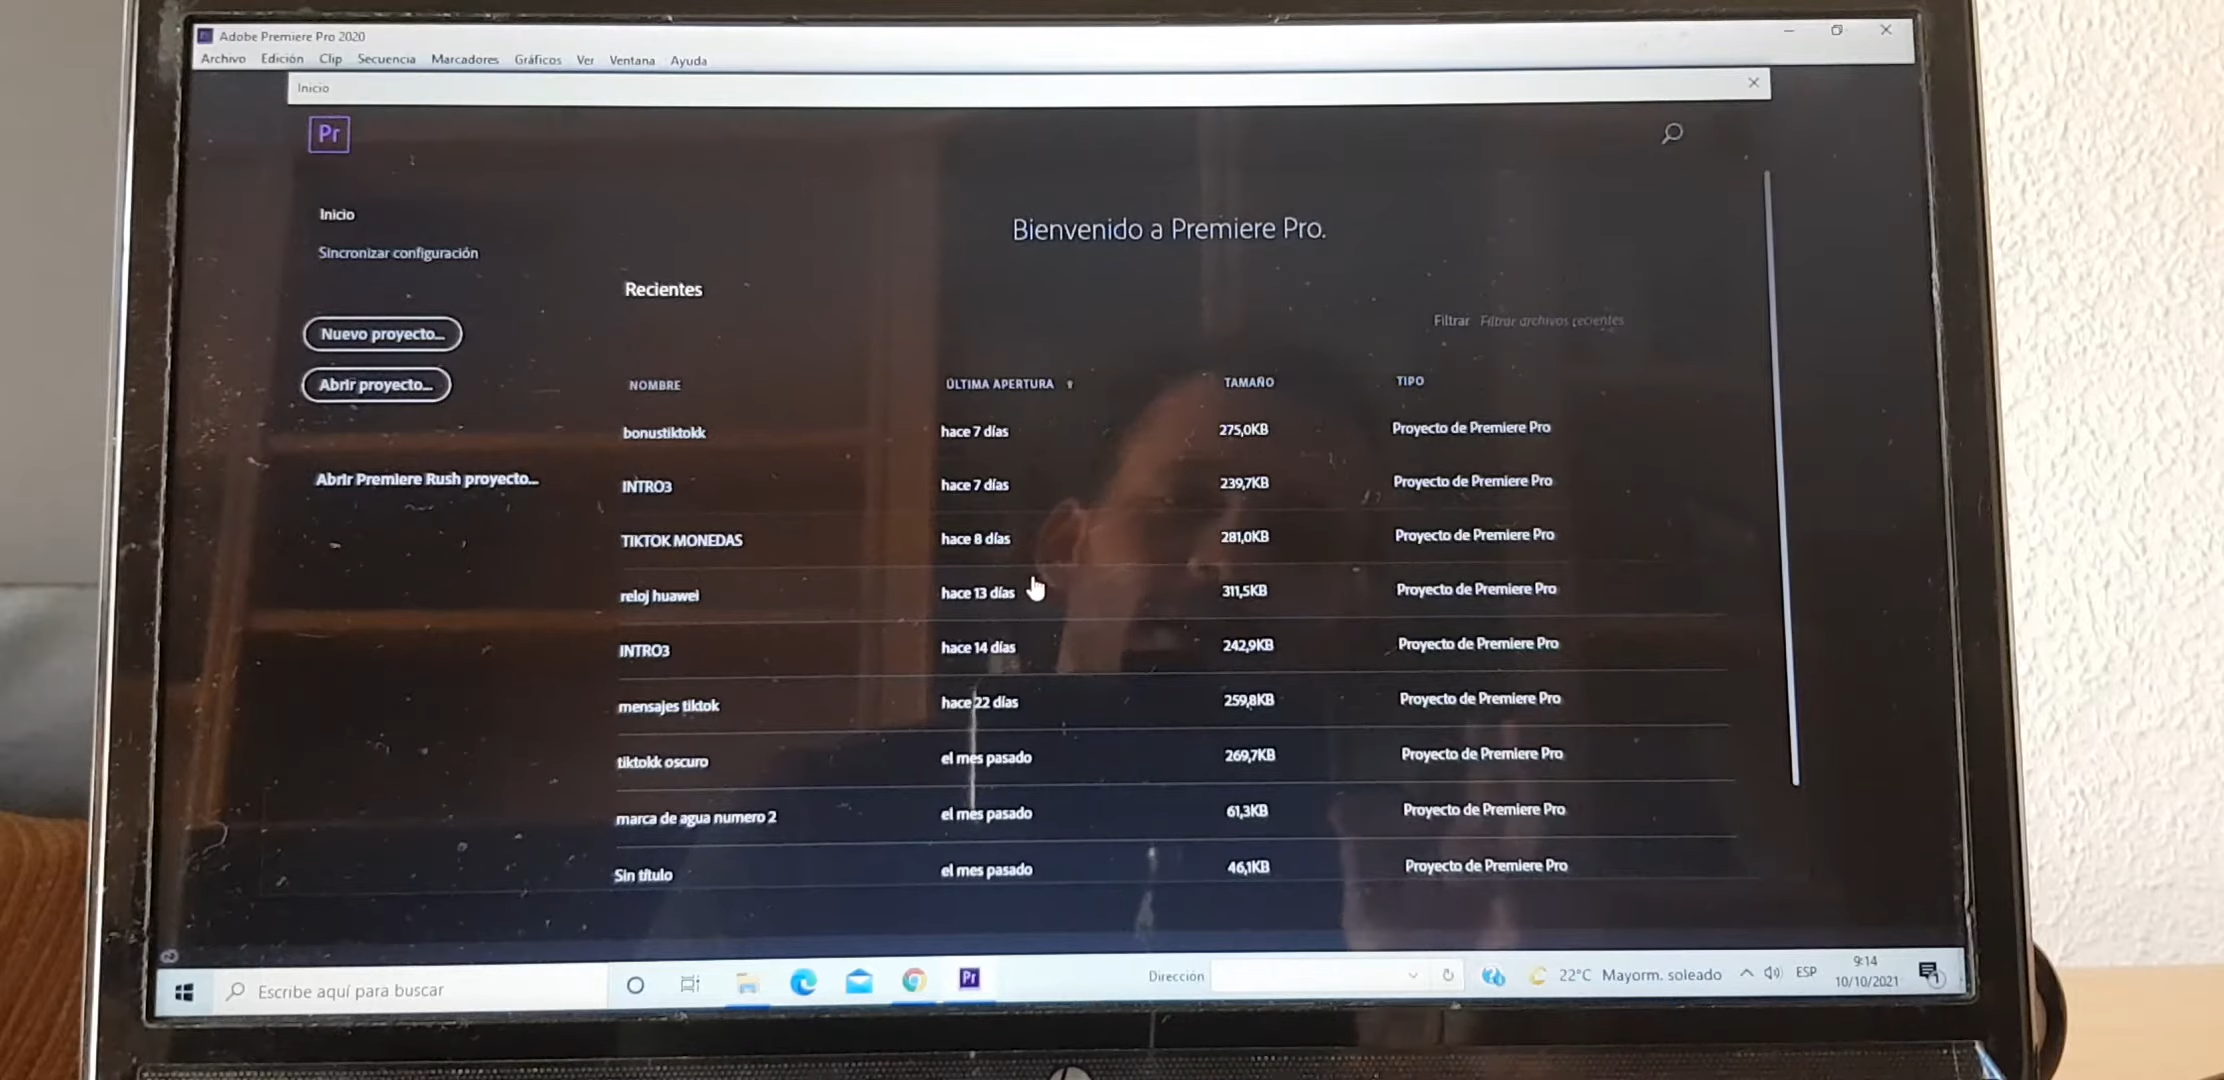 Adobe Premiere Pro 2020
Archivo Edición Clip Secuencia Marcadores Gráficos Ver Ventana Ayuda
Inicio
Pr
Inicio
Sincronizar configuración
Bienvenido a Premiere Pro.
Recientes
Nuevo proyecto...
Filtrar Filtrar archivos recientes
Abrir proyecto...
NOMBRE ÚLTIMA APERTURA TAMAÑO TIPO
bonustiktokk hace 7 días 275,0KB Proyecto de Premiere Pro
Abrir Premiere Rush proyecto...
INTRO3 hace 7 días 239,7KB Proyecto de Premiere Pro
TIKTOK MONEDAS hace 8 días 281,0KB Proyecto de Premiere Pro
reloj huawei hace 13 días 311,5KB Proyecto de Premiere Pro
INTRO3 hace 14 días 242,9KB Proyecto de Premiere Pro
mensajes tiktok hace 22 días 259,8KB Proyecto de Premiere Pro
tiktokk oscuro el mes pasado 269,7KB Proyecto de Premiere Pro
marca de agua numero 2 el mes pasado 61,3KB Proyecto de Premiere Pro
Sin título el mes pasado 46,1KB Proyecto de Premiere Pro
Escribe aquí para buscar Pr Dirección 22°C Mayorm. soleado ESP 9:14
10/10/2021 1